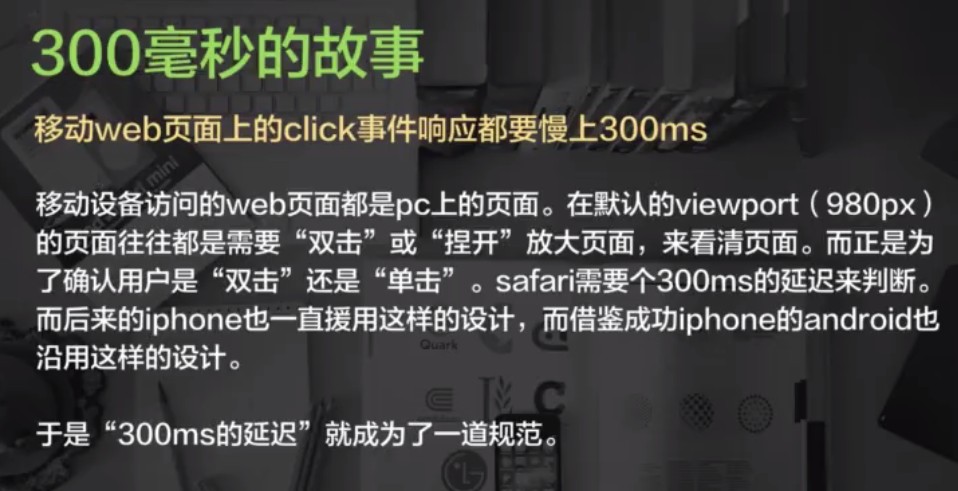 300毫秒的故事
移动web页面上的click事件响应都要慢上300ms
移动设备访问的web页面都是pc上的页面。在默认的viewport（980px）
的页面往往都是需要“双击”或“捏开”放大页面，来看清页面。而正是为
了确认用户是“双击”还是“单击”。safari需要个300ms的延迟来判断。
而后来的iphone也一直援用这样的设计，而借鉴成功iphone的android也
沿用这样的设计。
Quark
于是“300ms的延迟”就成为了一道规范。
LG